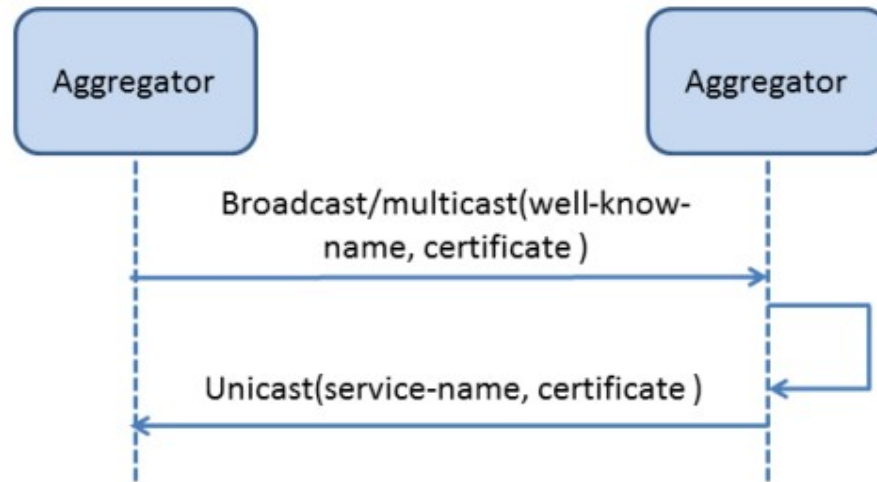 Aggregator
Aggregator
Broadcast/multicast(well-know-
name, certificate )
Unicast(service-name, certificate )